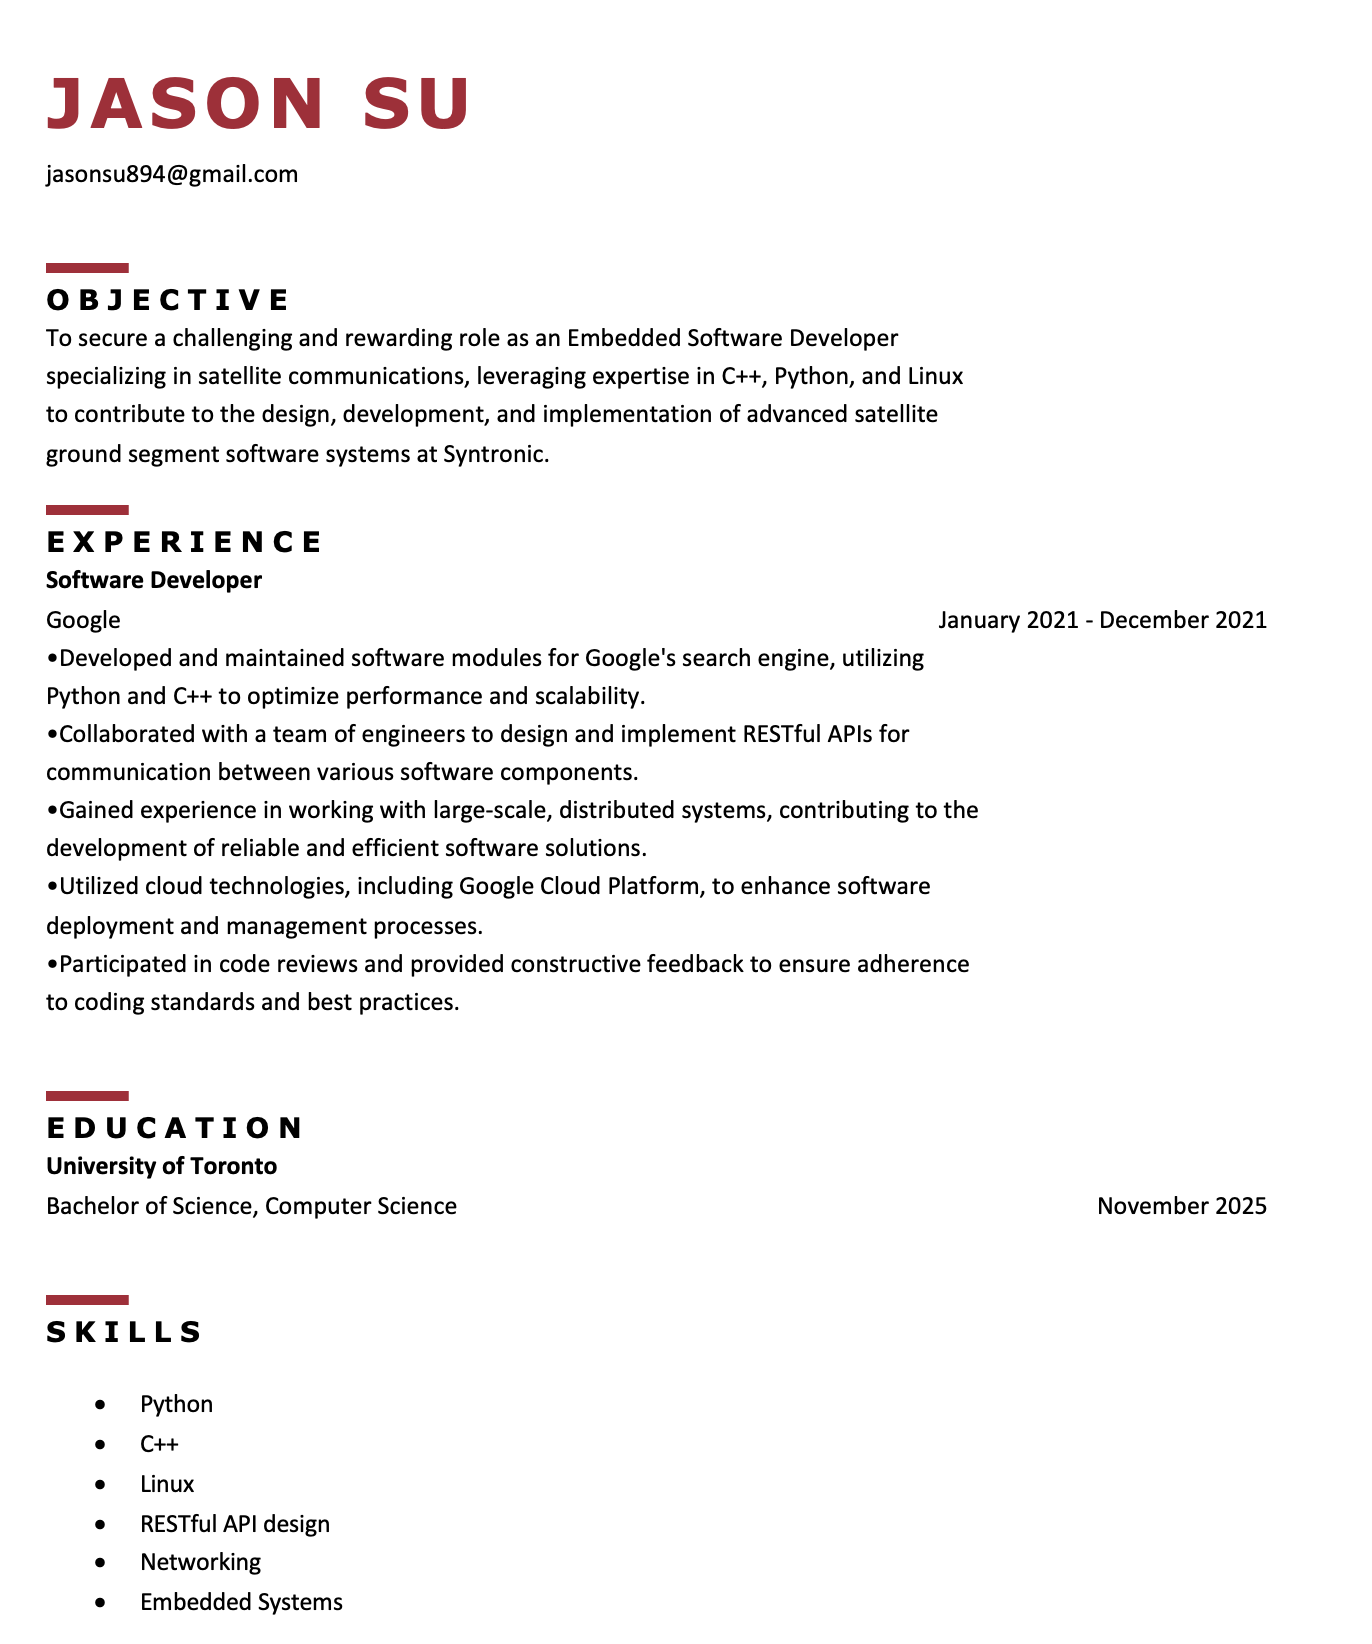 JASON SU
jasonsu894@gmail.com
OBJECTIVE
To secure a challenging and rewarding role as an Embedded Software Developer
specializing in satellite communications, leveraging expertise in C++, Python, and Linux
to contribute to the design, development, and implementation of advanced satellite
ground segment software systems at Syntronic.
EXPERIENCE
Software Developer
Google January 2021 - December 2021
•Developed and maintained software modules for Google's search engine, utilizing
Python and C++ to optimize performance and scalability.
•Collaborated with a team of engineers to design and implement RESTful APIs for
communication between various software components.
•Gained experience in working with large-scale, distributed systems, contributing to the
development of reliable and efficient software solutions.
•Utilized cloud technologies, including Google Cloud Platform, to enhance software
deployment and management processes.
•Participated in code reviews and provided constructive feedback to ensure adherence
to coding standards and best practices.
EDUCATION
University of Toronto
Bachelor of Science, Computer Science November 2025
SKILLS
• Python
• C++
• Linux
• RESTful API design
• Networking
• Embedded Systems